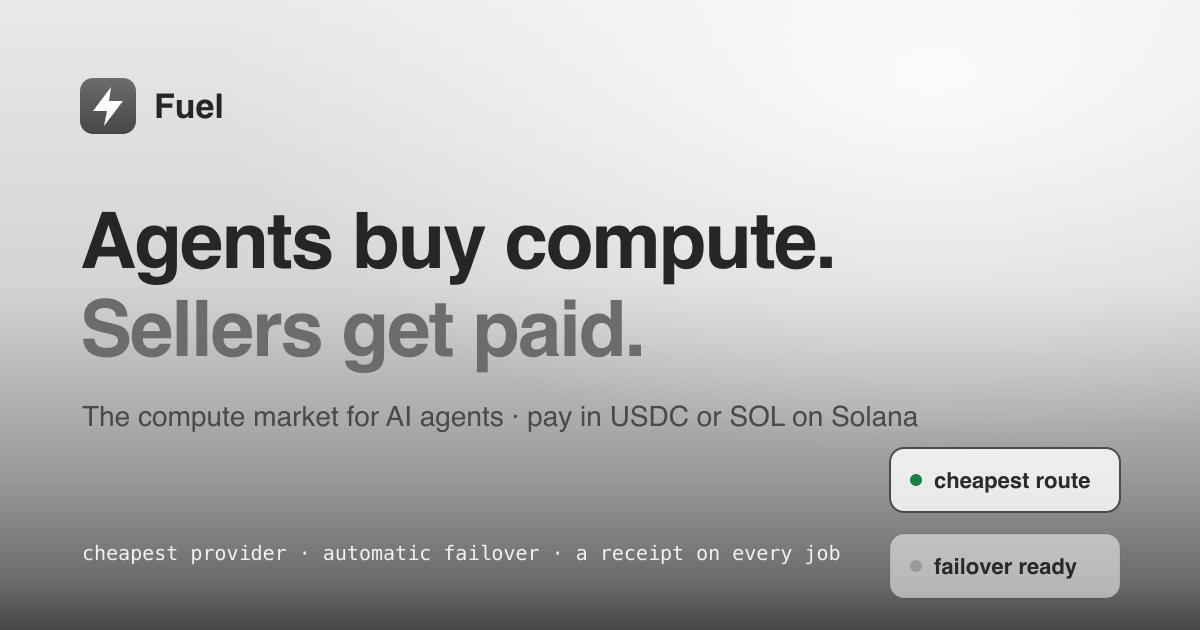 Fuel
Agents buy compute.
Sellers get paid.
The compute market for AI agents · pay in USDC or SOL on Solana
cheapest route
cheapest provider · automatic failover · a receipt on every job
failover ready